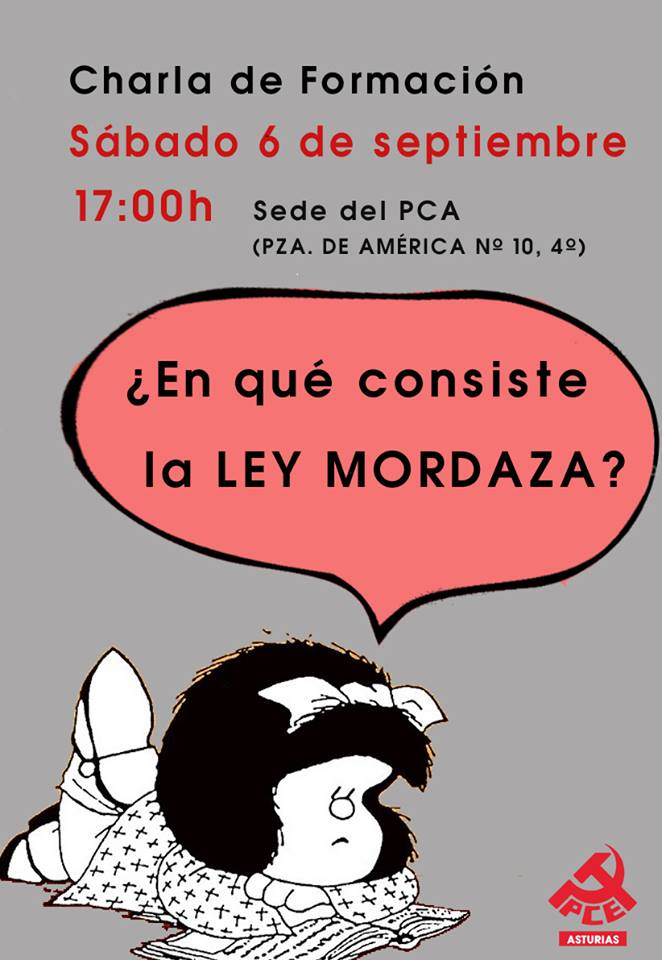 Charla de Formación
Sábado 6 de septiembre
17:00h Sede del PCA
(PZA. DE AMÉRICA Nº 10, 4º)
¿En qué consiste
la LEY MORDAZA?
PCE
ASTURIAS